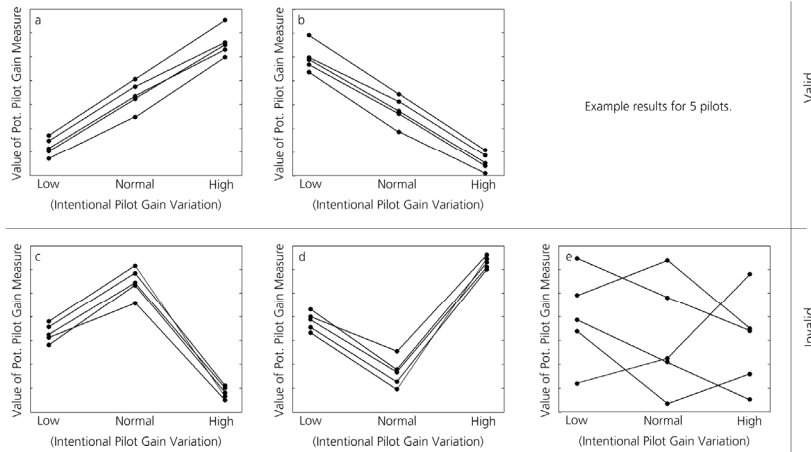 a
Value of Pot. Pilot Gain Measure
Low Normal High
(Intentional Pilot Gain Variation)
b
Value of Pot. Pilot Gain Measure
Low Normal High
(Intentional Pilot Gain Variation)
Example results for 5 pilots.
Valid
c
Value of Pot. Pilot Gain Measure
Low Normal High
(Intentional Pilot Gain Variation)
d
Value of Pot. Pilot Gain Measure
Low Normal High
(Intentional Pilot Gain Variation)
e
Value of Pot. Pilot Gain Measure
Low Normal High
(Intentional Pilot Gain Variation)
Invalid